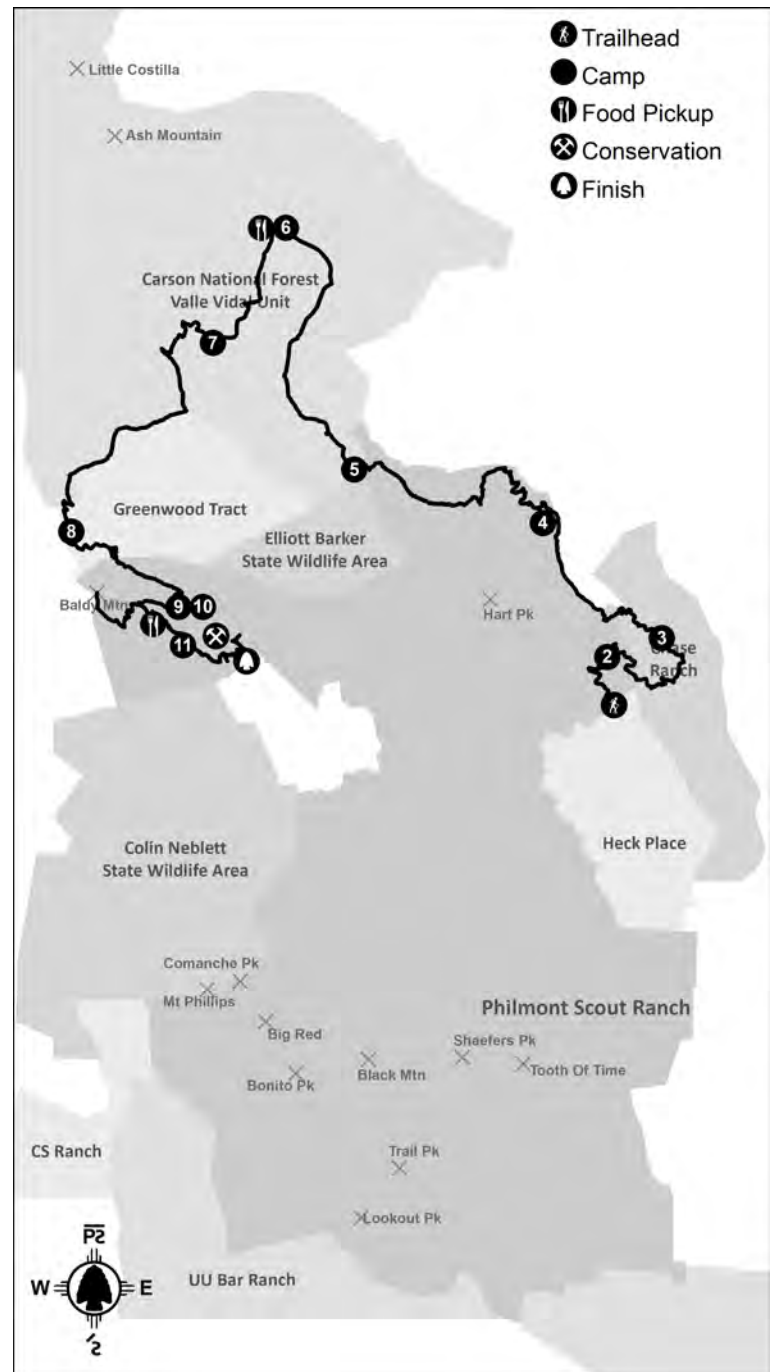 Trailhead
Camp
Food Pickup
Conservation
Finish
Little Costilla
Ash Mountain
6
Carson National Forest
Valle Vidal Unit
7
5
Greenwood Tract
4
8
Elliott Barker
State Wildlife Area
Baldy Mtn
9 10
Hart Pk
11
3
2
Chase
Ranch
Heck Place
Colin Neblett
State Wildlife Area
Comanche Pk
Mt Phillips
Philmont Scout Ranch
Big Red
Shaefers Pk
Bonito Pk
Black Mtn
Tooth Of Time
CS Ranch
Trail Pk
Lookout Pk
W E
UU Bar Ranch